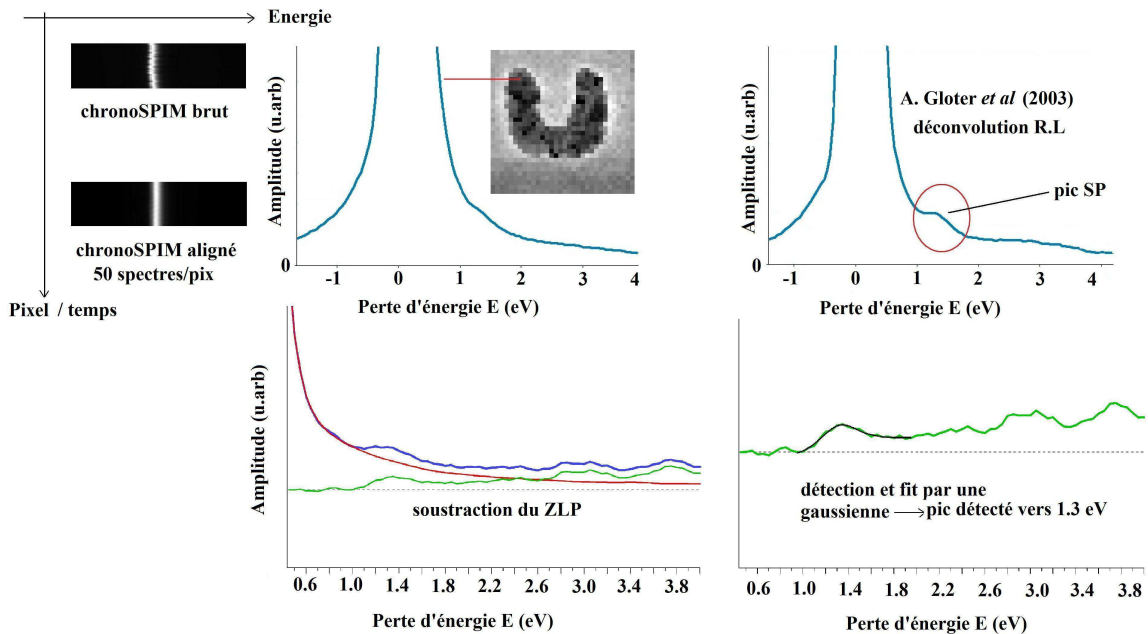 Energie
chronoSPIM brut
chronoSPIM aligné
50 spectres/pix
Pixel / temps
Amplitude (u.arb)
0
-1 0 1 2 3 4
Perte d'énergie E (eV)
A. Gloter et al (2003)
déconvolution R.L
pic SP
Amplitude (u.arb)
0
-1 0 1 2 3 4
Perte d'énergie E (eV)
Amplitude (u.arb)
soustraction du ZLP
0.6 1.0 1.4 1.8 2.2 2.6 3.0 3.4 3.8
Perte d'énergie E (eV)
détection et fit par une
gaussienne → pic détecté vers 1.3 eV
0.6 1.0 1.4 1.8 2.2 2.6 3.0 3.4 3.8
Perte d'énergie E (eV)